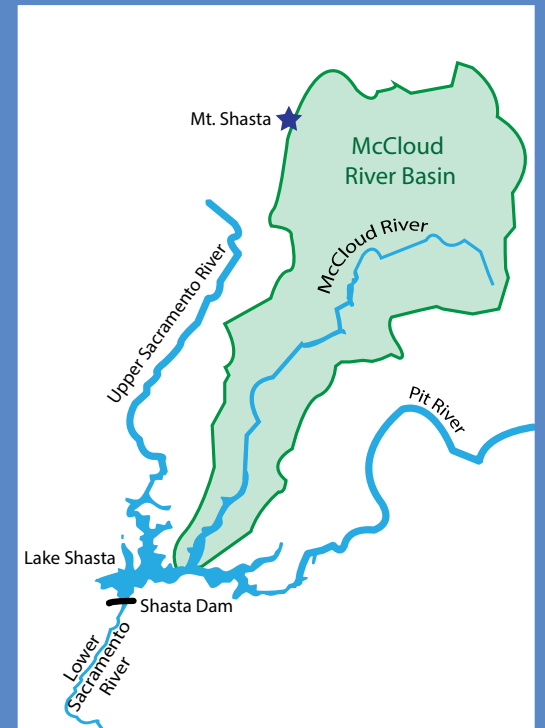 Mt. Shasta
McCloud
River Basin
McCloud River
Upper Sacramento River
Pit River
Lake Shasta
Shasta Dam
Lower
Sacramento
River